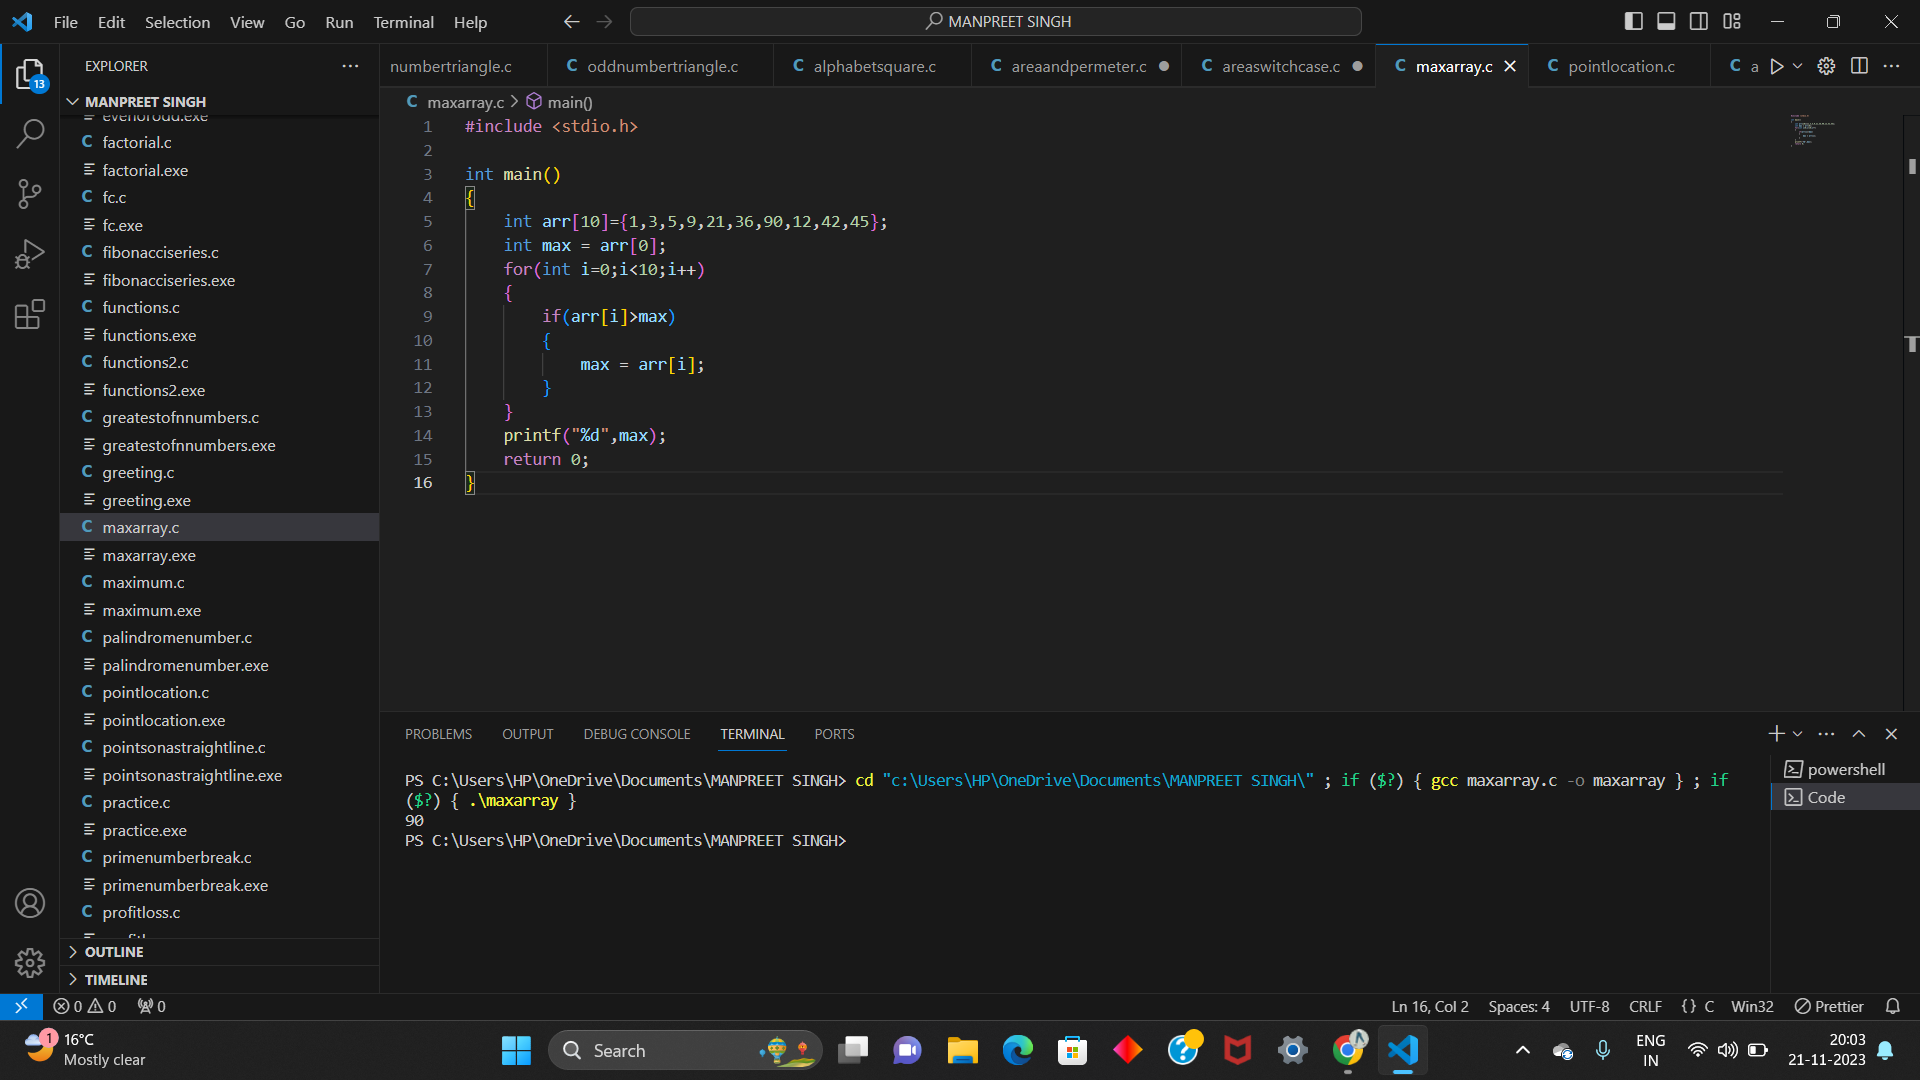 File Edit Selection View Go Run Terminal Help
MANPREET SINGH
EXPLORER
numbertriangle.c
oddnumbertriangle.c
alphabetsquare.c
areaandpermeter.c
areaswitchcase.c
maxarray.c
pointlocation.c
a
MANPREET SINGH
13
evenorodd.exe
factorial.c
factorial.exe
fc.c
fc.exe
fibonacciseries.c
fibonacciseries.exe
functions.c
functions.exe
functions2.c
functions2.exe
greatestofnnumbers.c
greatestofnnumbers.exe
greeting.c
greeting.exe
maxarray.c
maxarray.exe
maximum.c
maximum.exe
palindromenumber.c
palindromenumber.exe
pointlocation.c
pointlocation.exe
pointsonastraightline.c
pointsonastraightline.exe
practice.c
practice.exe
primenumberbreak.c
primenumberbreak.exe
profitloss.c
OUTLINE
TIMELINE
C maxarray.c > main()
1 #include <stdio.h>
2
3 int main()
4 {
5 int arr[10]={1,3,5,9,21,36,90,12,42,45};
6 int max = arr[0];
7 for(int i=0;i<10;i++)
8 {
9 if(arr[i]>max)
10 {
11 max = arr[i];
12 }
13 }
14 printf("%d",max);
15 return 0;
16 }
PROBLEMS OUTPUT DEBUG CONSOLE TERMINAL PORTS
PS C:\Users\HP\OneDrive\Documents\MANPREET SINGH> cd "c:\Users\HP\OneDrive\Documents\MANPREET SINGH\" ; if ($?) { gcc maxarray.c -o maxarray } ; if
($?) { .\maxarray }
90
PS C:\Users\HP\OneDrive\Documents\MANPREET SINGH>
powershell
Code
0 0 0
Ln 16, Col 2 Spaces: 4 UTF-8 CRLF {} C Win32 Prettier
1
16°C
Mostly clear
Search
ENG
IN
20:03
21-11-2023